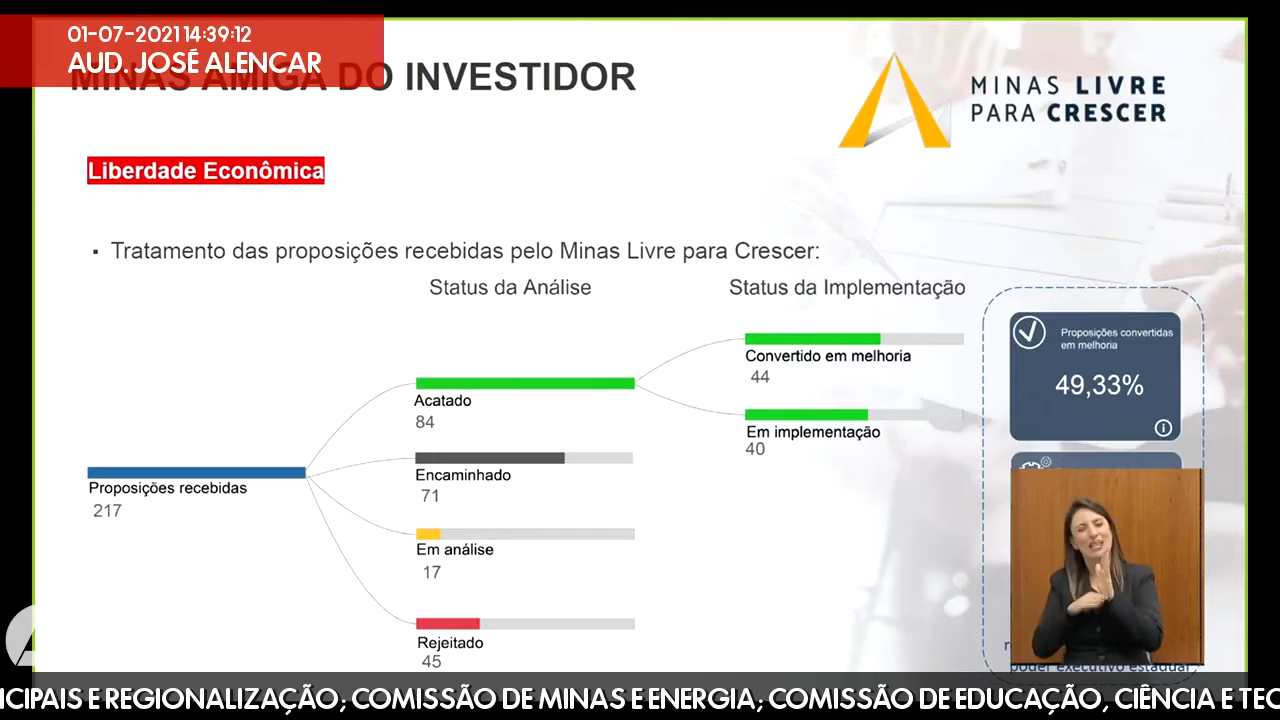 01-07-2021 14:39:12
AUD. JOSÉ ALENCAR
MINAS AMIGA DO INVESTIDOR
MINAS LIVRE
PARA CRESCER
Liberdade Econômica
▪ Tratamento das proposições recebidas pelo Minas Livre para Crescer:
Status da Análise
Status da Implementação
Proposições convertidas
em melhoria
49,33%
Convertido em melhoria
44
Acatado
84
Em implementação
40
Encaminhado
71
Proposições recebidas
217
Em análise
17
Rejeitado
45
poder executivo estadual
ICIPAIS E REGIONALIZAÇÃO; COMISSÃO DE MINAS E ENERGIA; COMISSÃO DE EDUCAÇÃO, CIÊNCIA E TEC